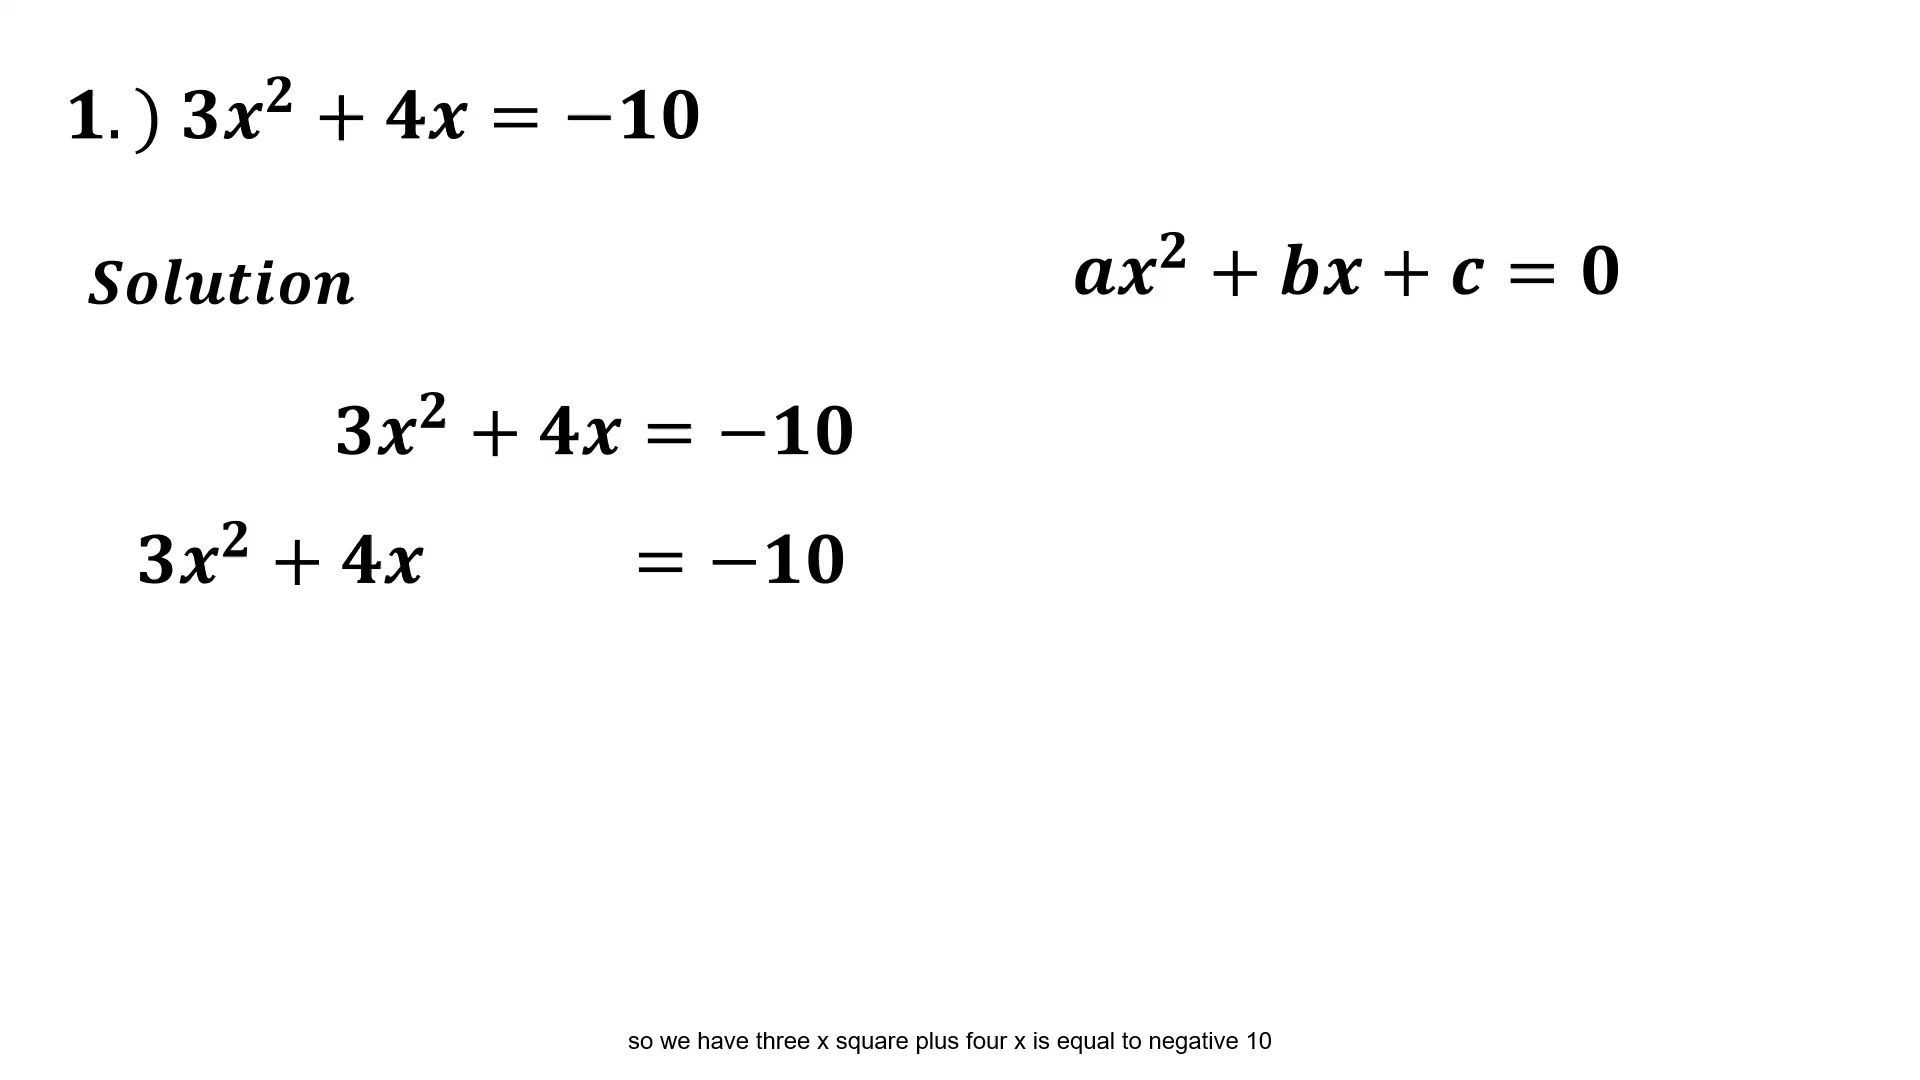 1.) 3x² + 4x = −10
Solution
ax² + bx + c = 0
3x² + 4x = −10
3x² + 4x = −10
so we have three x square plus four x is equal to negative 10